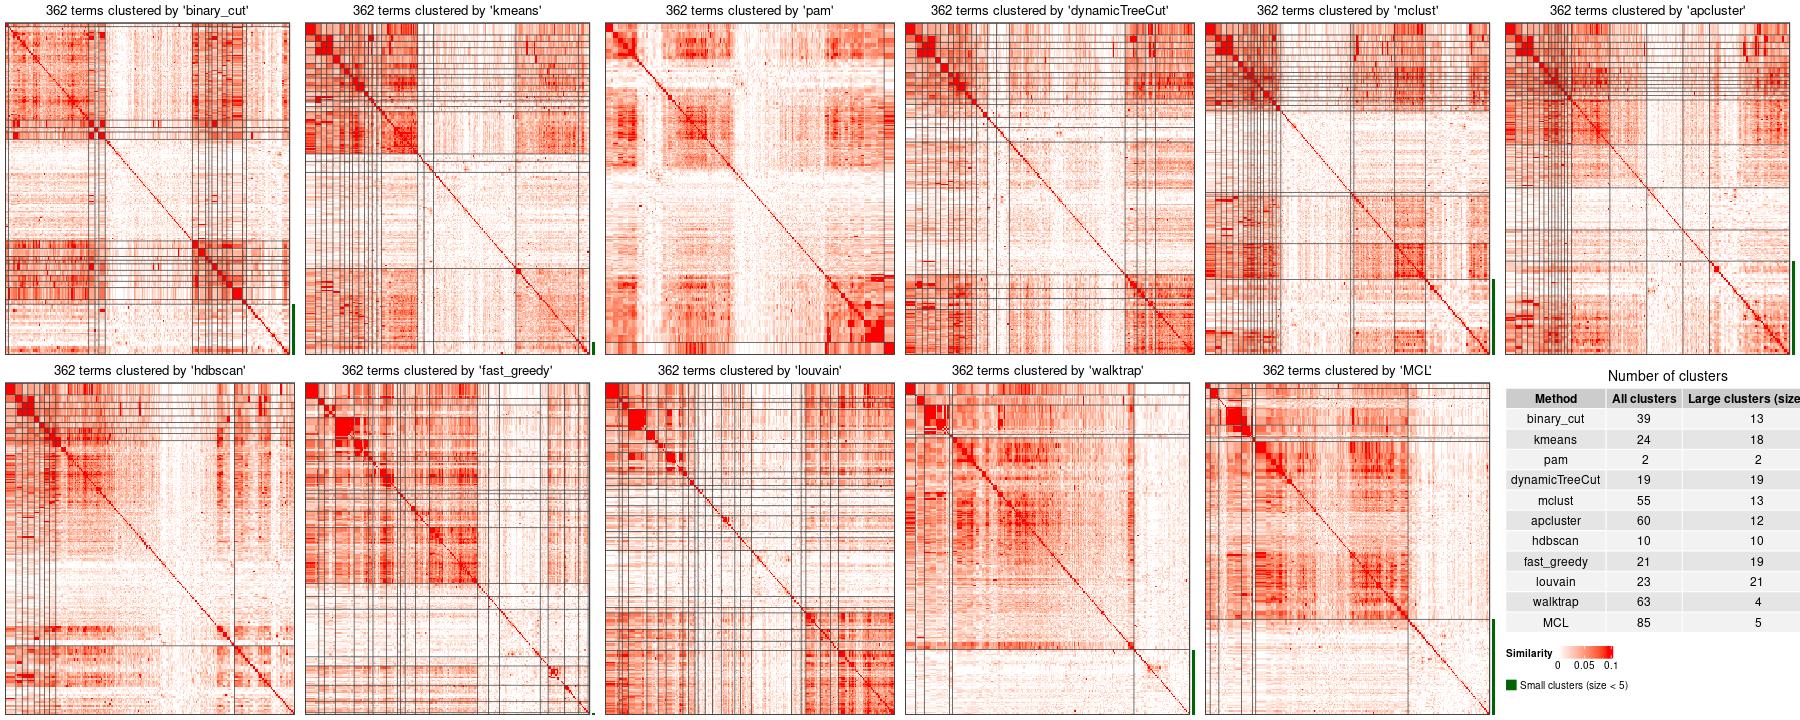 362 terms clustered by 'binary_cut'
362 terms clustered by 'kmeans'
362 terms clustered by 'pam'
362 terms clustered by 'dynamicTreeCut'
362 terms clustered by 'mclust'
362 terms clustered by 'apcluster'
362 terms clustered by 'hdbscan'
362 terms clustered by 'fast_greedy'
362 terms clustered by 'louvain'
362 terms clustered by 'walktrap'
362 terms clustered by 'MCL'
Number of clusters
Method All clusters Large clusters (size
binary_cut 39 13
kmeans 24 18
pam 2 2
dynamicTreeCut 19 19
mclust 55 13
apcluster 60 12
hdbscan 10 10
fast_greedy 21 19
louvain 23 21
walktrap 63 4
MCL 85 5
Similarity
0 0.05 0.1
Small clusters (size < 5)